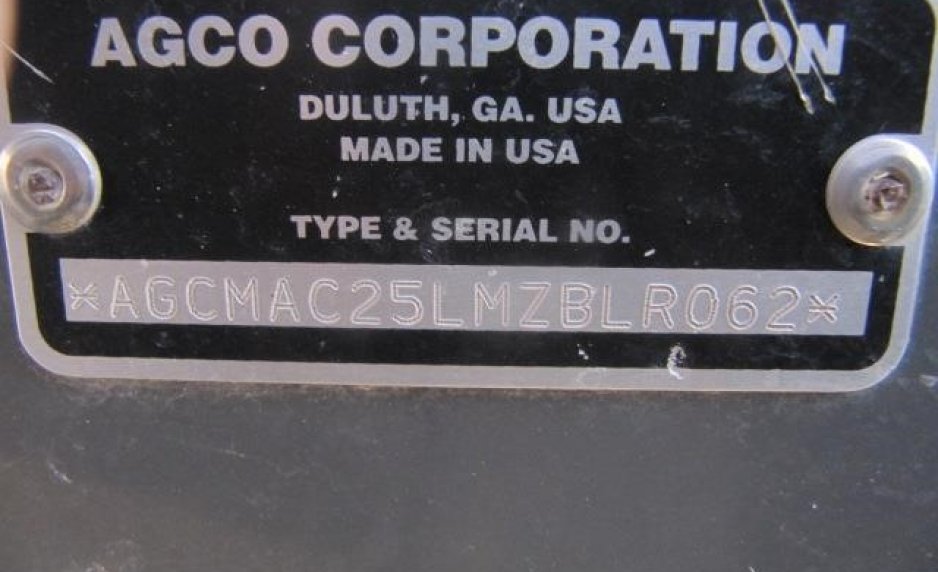 AGCO CORPORATION
DULUTH, GA. USA
MADE IN USA
TYPE & SERIAL NO.
*AGCMAC25LMZBLR062*